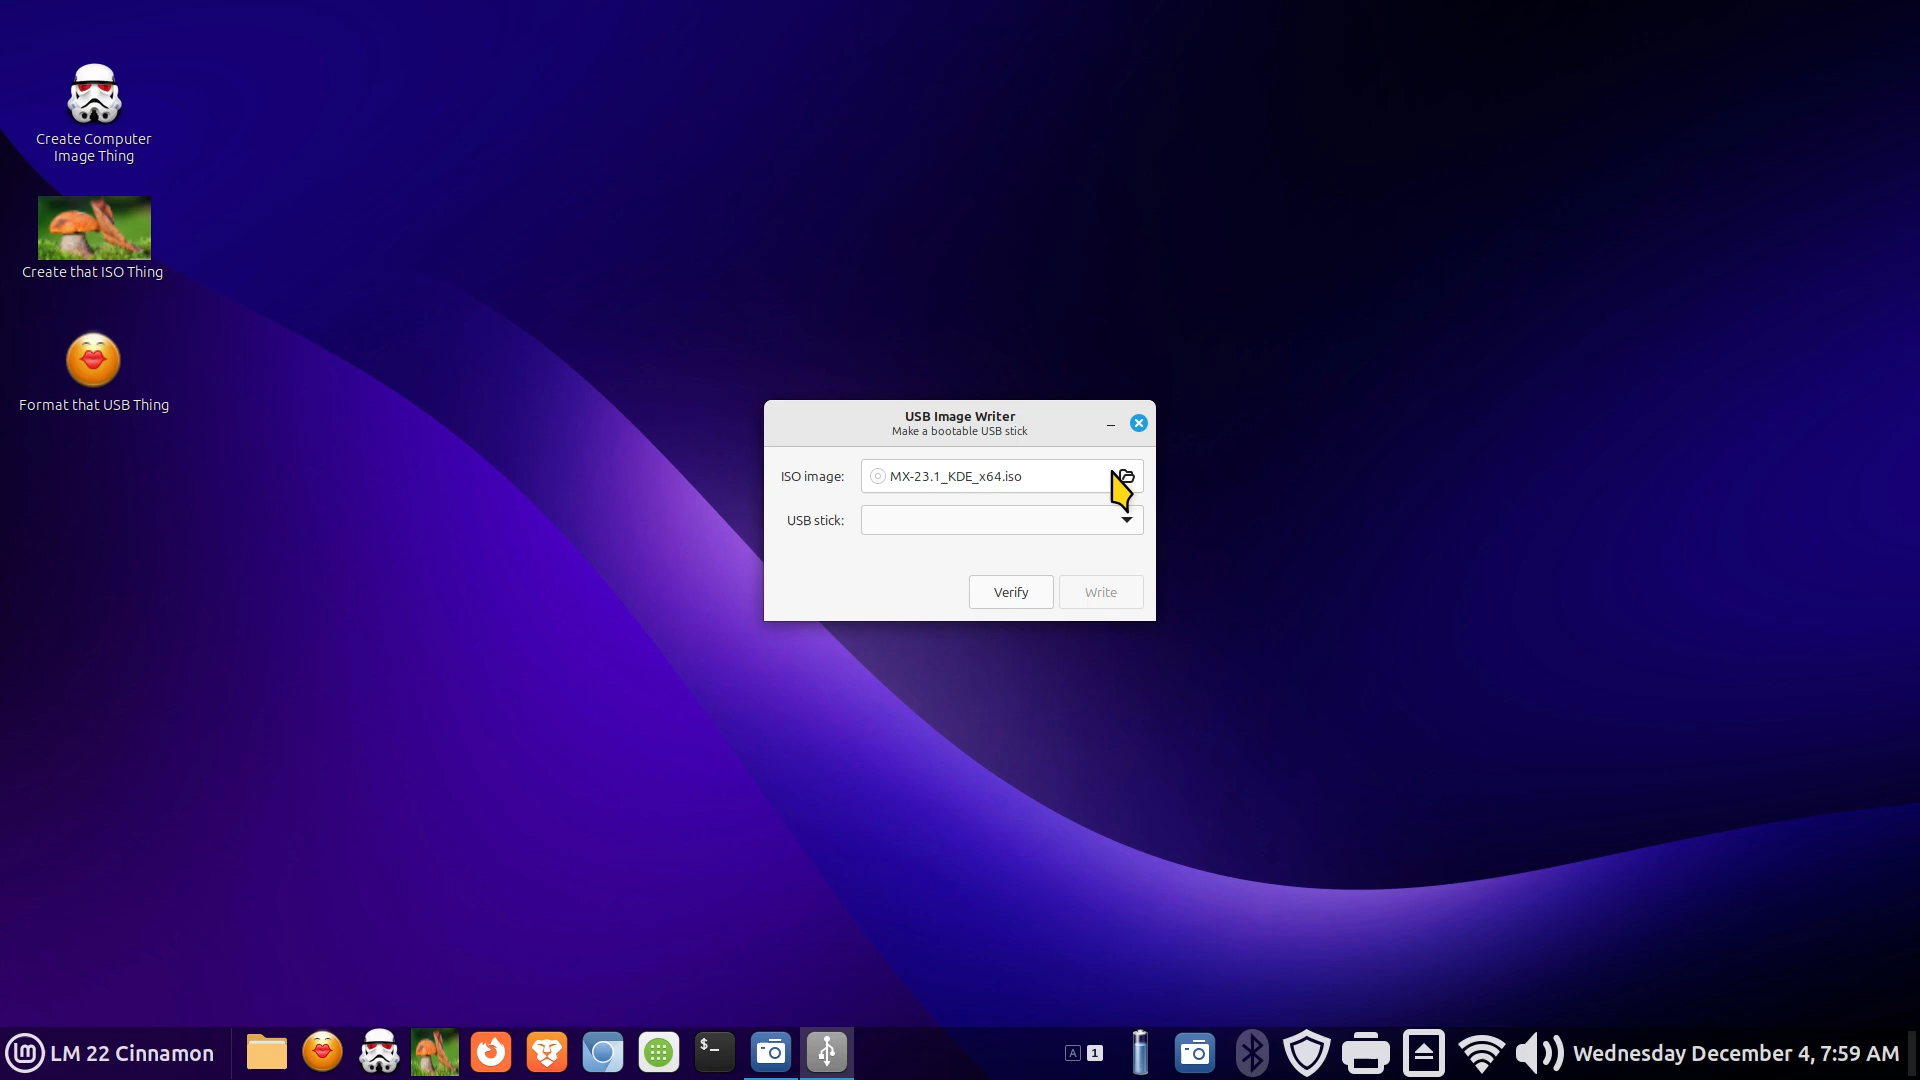 Create Computer
Image Thing
Create that ISO Thing
Format that USB Thing
USB Image Writer
Make a bootable USB stick
ISO image: MX-23.1_KDE_x64.iso
USB stick:
Verify Write
LM 22 Cinnamon
$_
A 1
Wednesday December 4, 7:59 AM